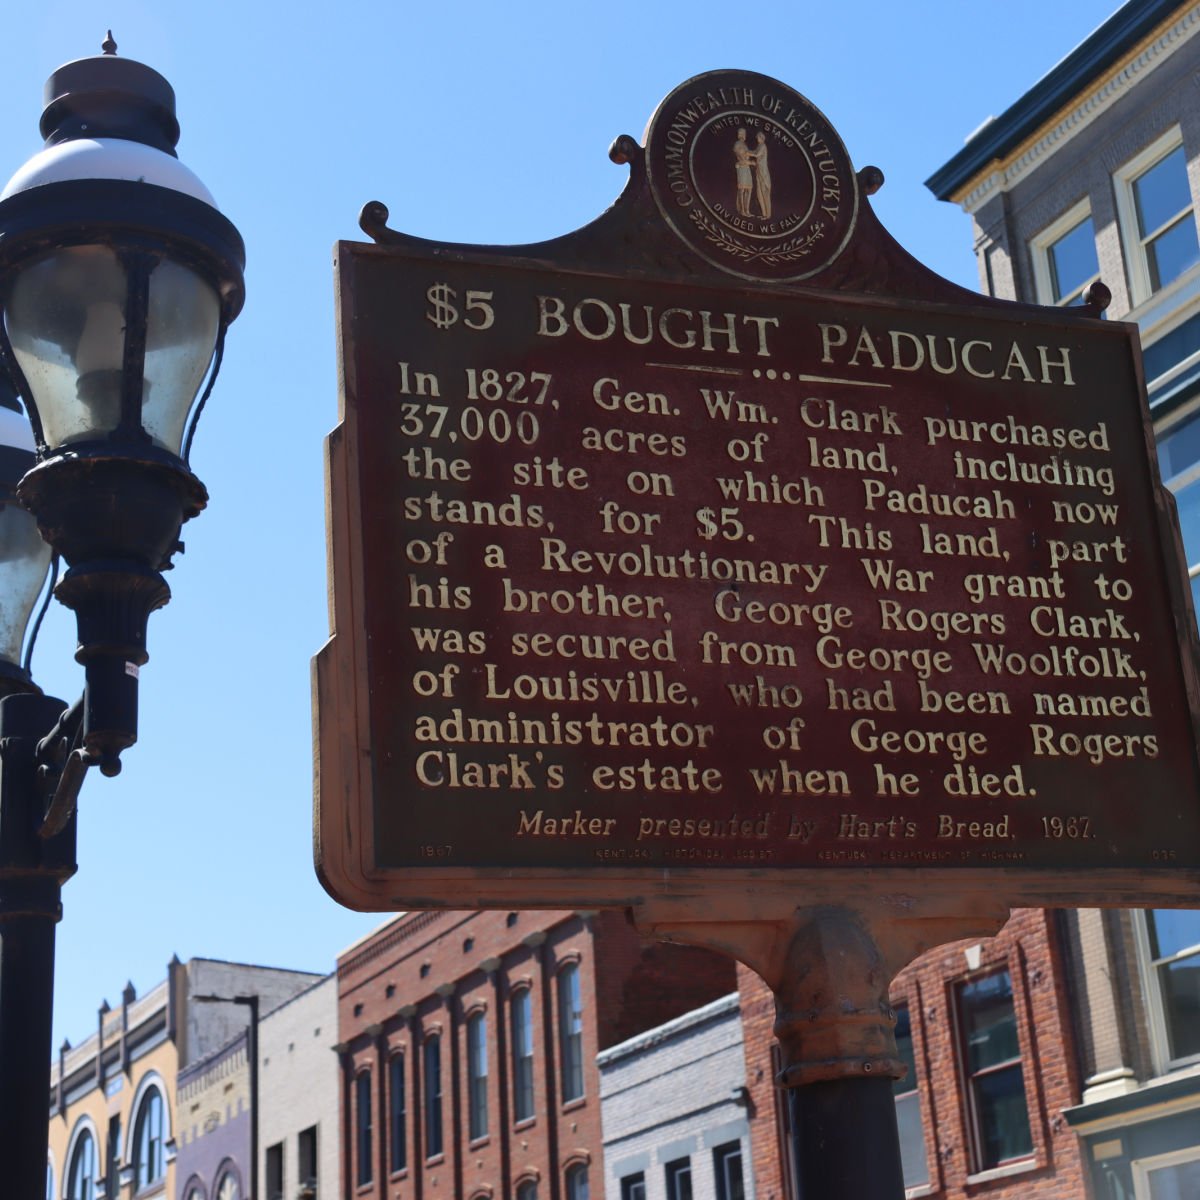 COMMONWEALTH OF KENTUCKY
UNITED WE STAND
DIVIDED WE FALL
$5 BOUGHT PADUCAH
In 1827, Gen. Wm. Clark purchased
37,000 acres of land, including
the site on which Paducah now
stands, for $5. This land, part
of a Revolutionary War grant to
his brother, George Rogers Clark,
was secured from George Woolfolk,
of Louisville, who had been named
administrator of George Rogers
Clark's estate when he died.
Marker presented by Hart's Bread, 1967.
1967 KENTUCKY HISTORICAL SOCIETY KENTUCKY DEPARTMENT OF HIGHWAYS